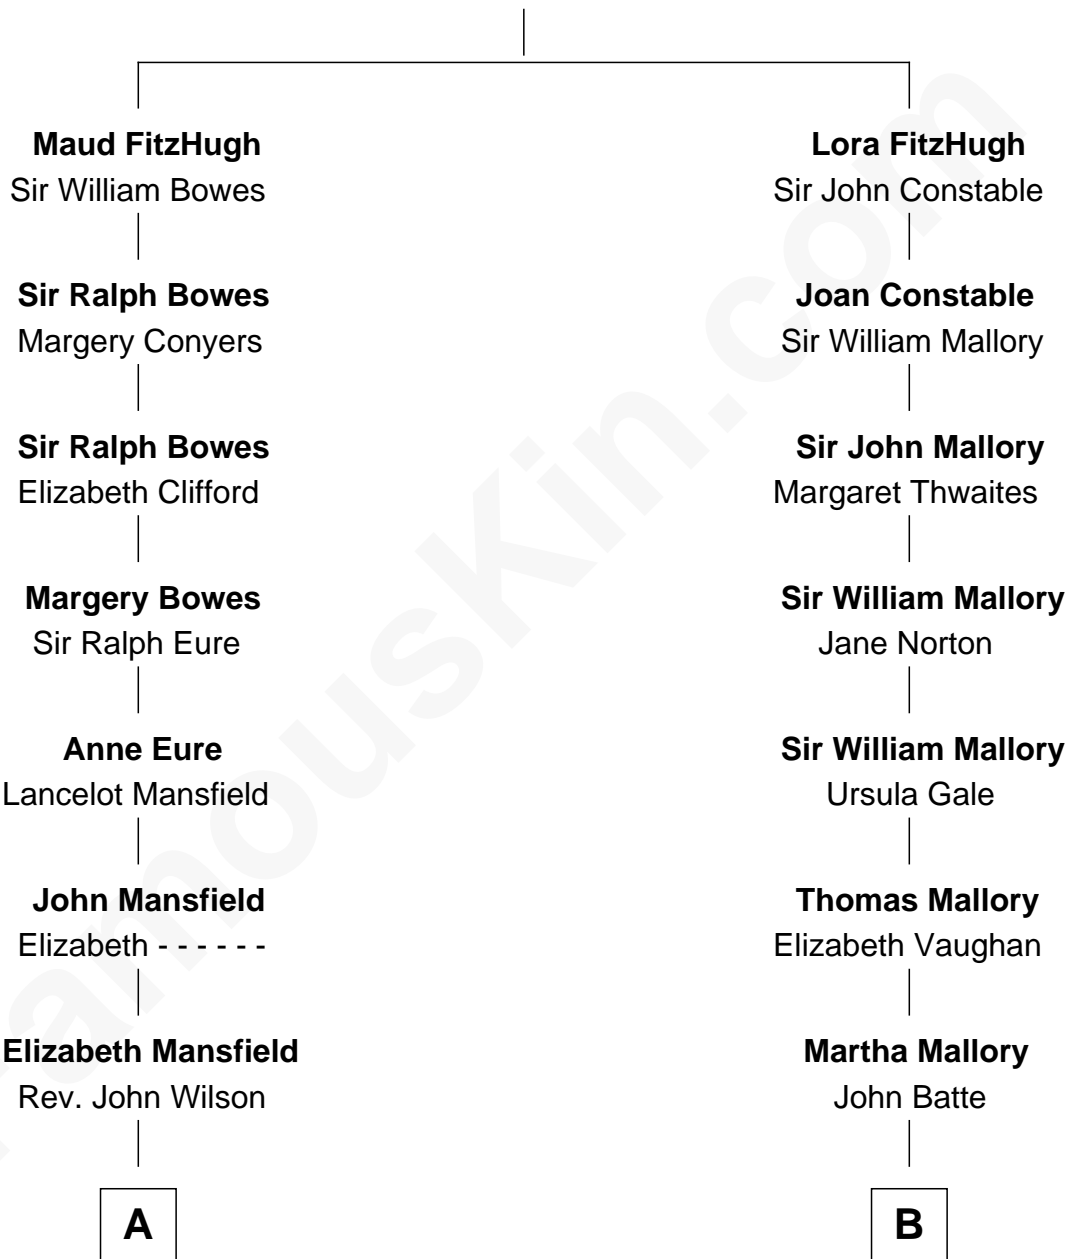 Maud FitzHugh
Sir William Bowes
Sir Ralph Bowes
Margery Conyers
Sir Ralph Bowes
Elizabeth Clifford
Margery Bowes
Sir Ralph Eure
Anne Eure
Lancelot Mansfield
John Mansfield
Elizabeth - - - - - -
Elizabeth Mansfield
Rev. John Wilson
A
Lora FitzHugh
Sir John Constable
Joan Constable
Sir William Mallory
Sir John Mallory
Margaret Thwaites
Sir William Mallory
Jane Norton
Sir William Mallory
Ursula Gale
Thomas Mallory
Elizabeth Vaughan
Martha Mallory
John Batte
B
FamousKin.com